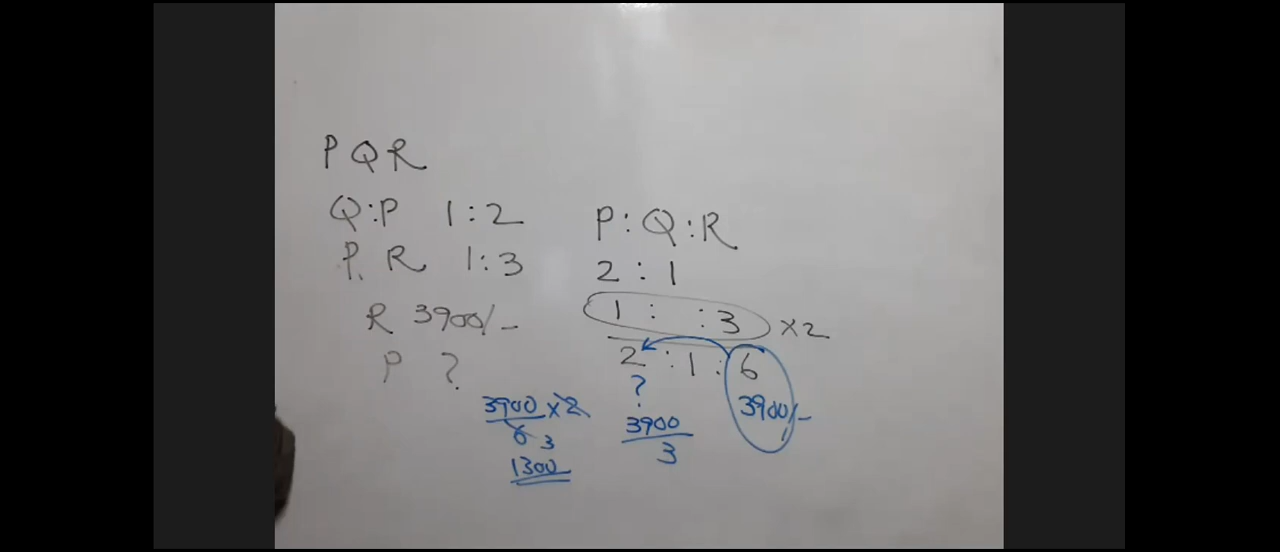 P Q R
Q:P 1:2
P, R 1:3
R 3900/-
P ?
P:Q:R
2:1
1: :3 ×2
2:1:6
? 3900/-
3900
3
3900×2
6 3
1300